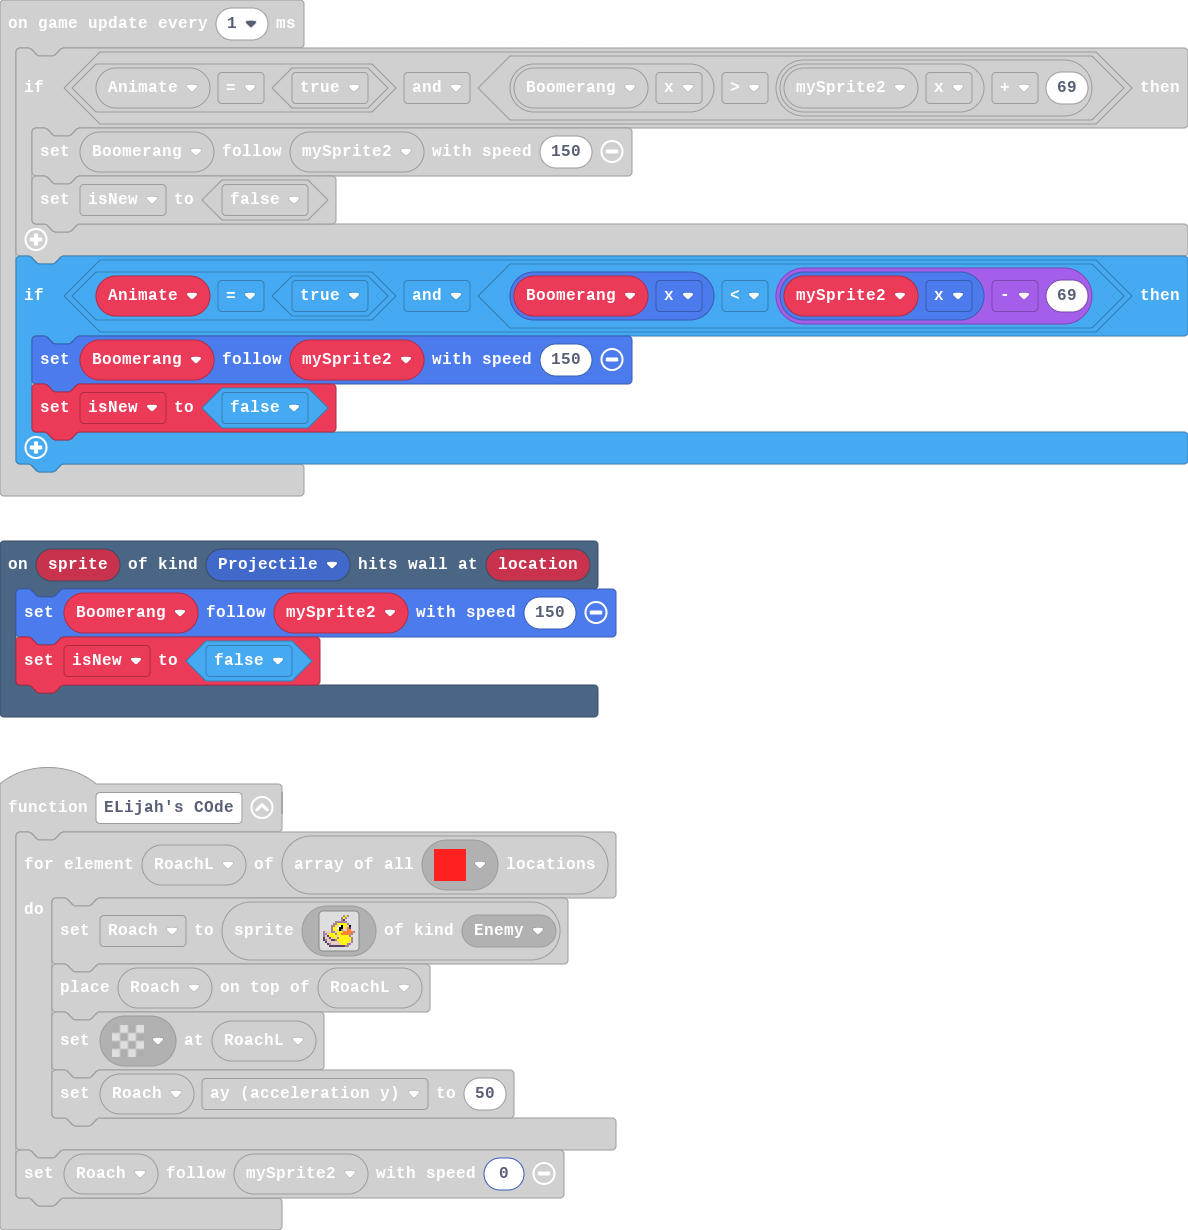 on game update every 1 ms
if Animate = true and Boomerang x > mySprite2 x + 69 then
set Boomerang follow mySprite2 with speed 150
set isNew to false
if Animate = true and Boomerang x < mySprite2 x - 69 then
set Boomerang follow mySprite2 with speed 150
set isNew to false
on sprite of kind Projectile hits wall at location
set Boomerang follow mySprite2 with speed 150
set isNew to false
function ELijah's COde
for element RoachL of array of all locations
do
set Roach to sprite of kind Enemy
place Roach on top of RoachL
set at RoachL
set Roach ay (acceleration y) to 50
set Roach follow mySprite2 with speed 0